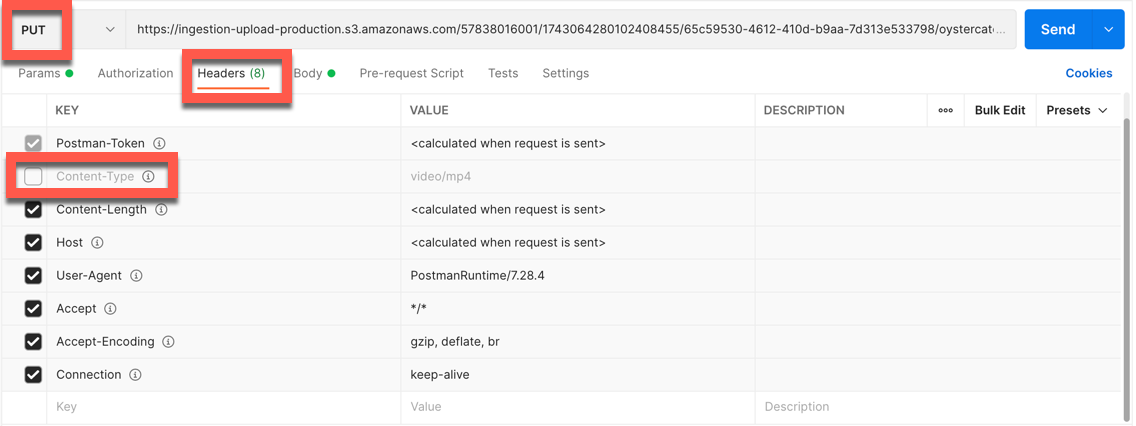 PUT https://ingestion-upload-production.s3.amazonaws.com/57838016001/1743064280102408455/65c59530-4612-410d-b9aa-7d313e533798/oystercat... Send
Params Authorization Headers (8) Body Pre-request Script Tests Settings Cookies
KEY VALUE DESCRIPTION ooo Bulk Edit Presets
Postman-Token <calculated when request is sent>
Content-Type video/mp4
Content-Length <calculated when request is sent>
Host <calculated when request is sent>
User-Agent PostmanRuntime/7.28.4
Accept */*
Accept-Encoding gzip, deflate, br
Connection keep-alive
Key Value Description